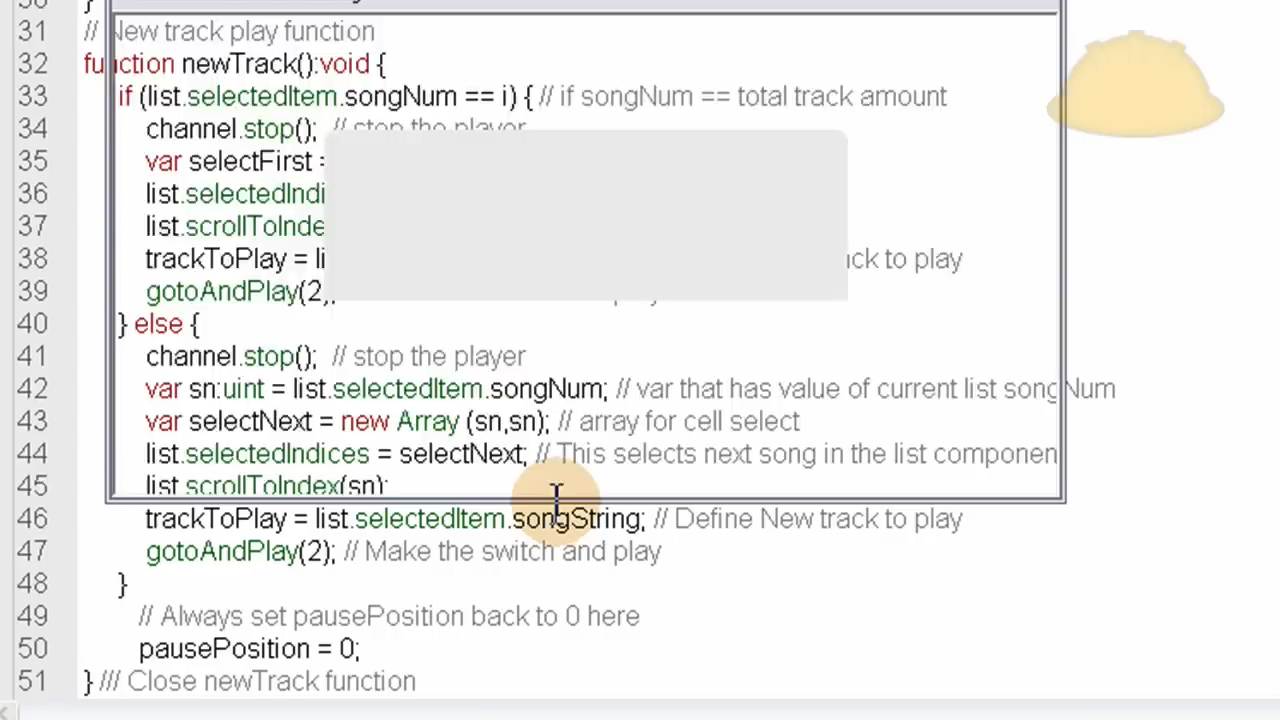 31 // New track play function
32 function newTrack():void {
33 if (list.selectedItem.songNum == i) { // if songNum == total track amount
34 channel.stop(); // stop the player
35 var selectFirst =
36 list.selectedIndi
37 list.scrollToInde
38 trackToPlay = li ck to play
39 gotoAndPlay(2);
40 } else {
41 channel.stop(); // stop the player
42 var sn:uint = list.selectedItem.songNum; // var that has value of current list songNum
43 var selectNext = new Array (sn,sn); // array for cell select
44 list.selectedIndices = selectNext; // This selects next song in the list componen
45 list.scrollToIndex(sn);
46 trackToPlay = list.selectedItem.songString; // Define New track to play
47 gotoAndPlay(2); // Make the switch and play
48 }
49 // Always set pausePosition back to 0 here
50 pausePosition = 0;
51 } /// Close newTrack function